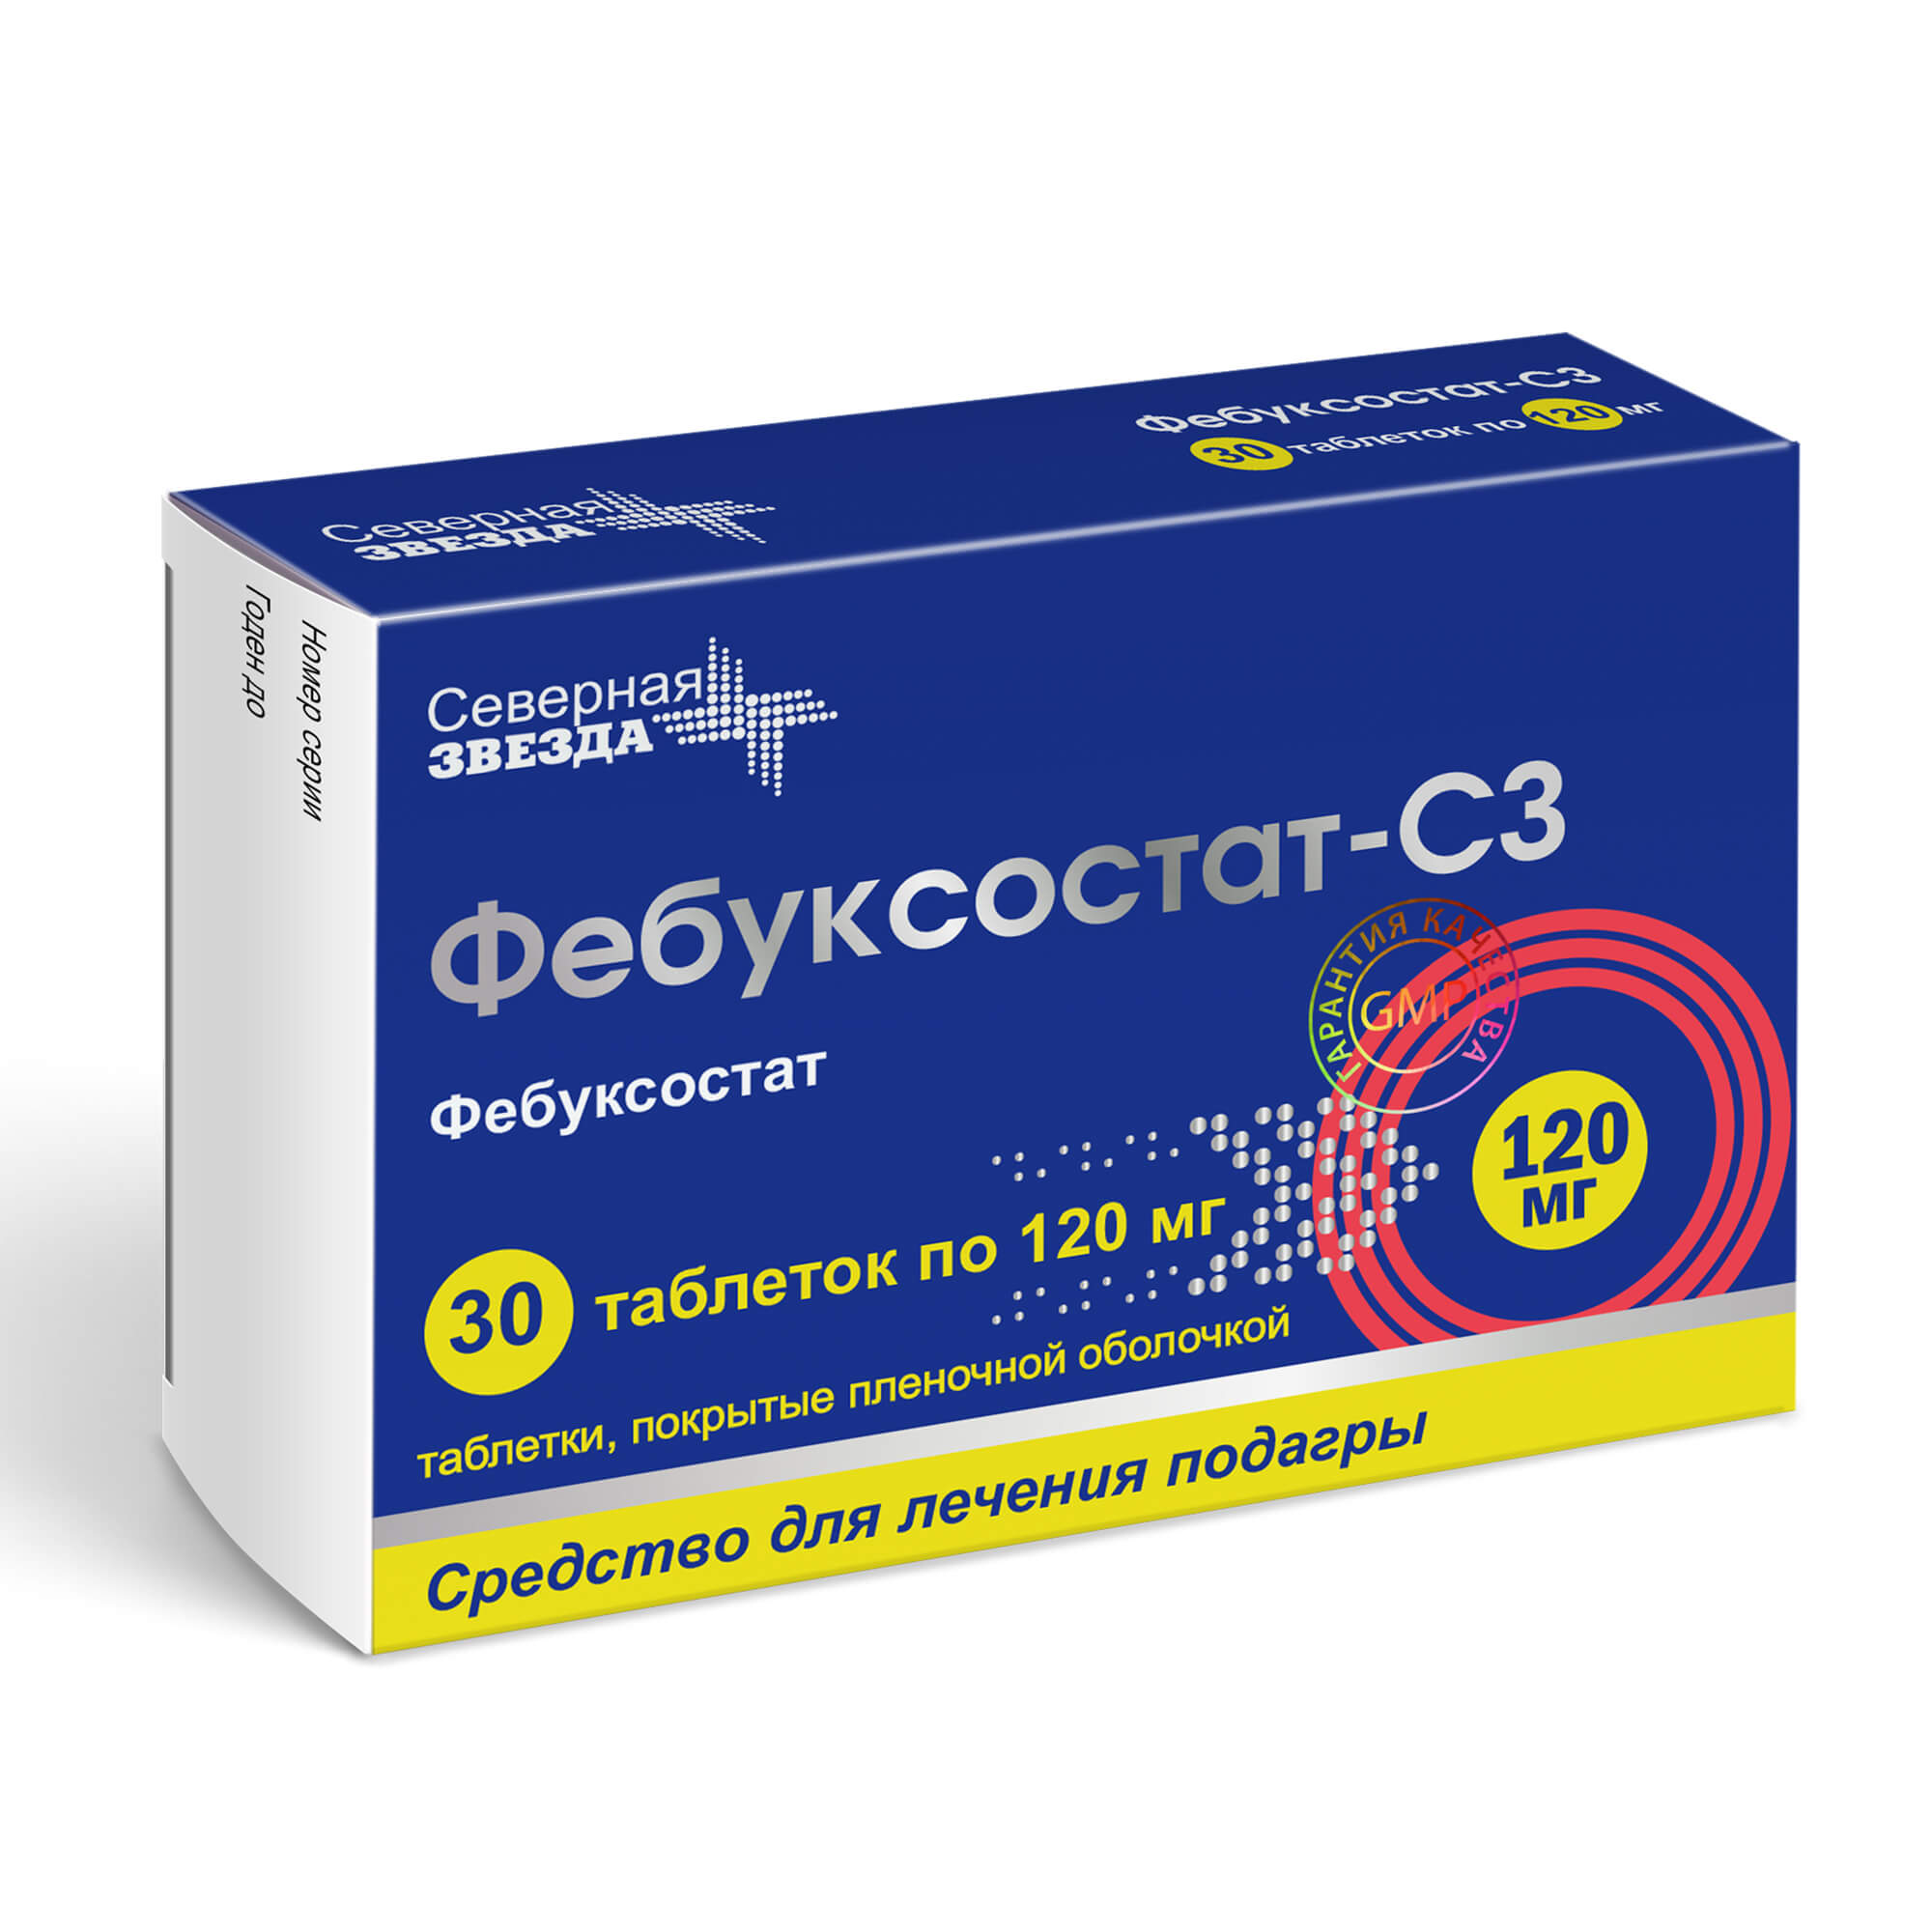 Северная
ЗВЕЗДА
Фебуксостат-СЗ
30 таблеток по 120 мг
Номер серии
Годен до
Северная
ЗВЕЗДА
Фебуксостат-СЗ
ГАРАНТИЯ КАЧЕСТВА
GMP
Фебуксостат
120
мг
30 таблеток по 120 мг
таблетки, покрытые пленочной оболочкой
Средство для лечения подагры